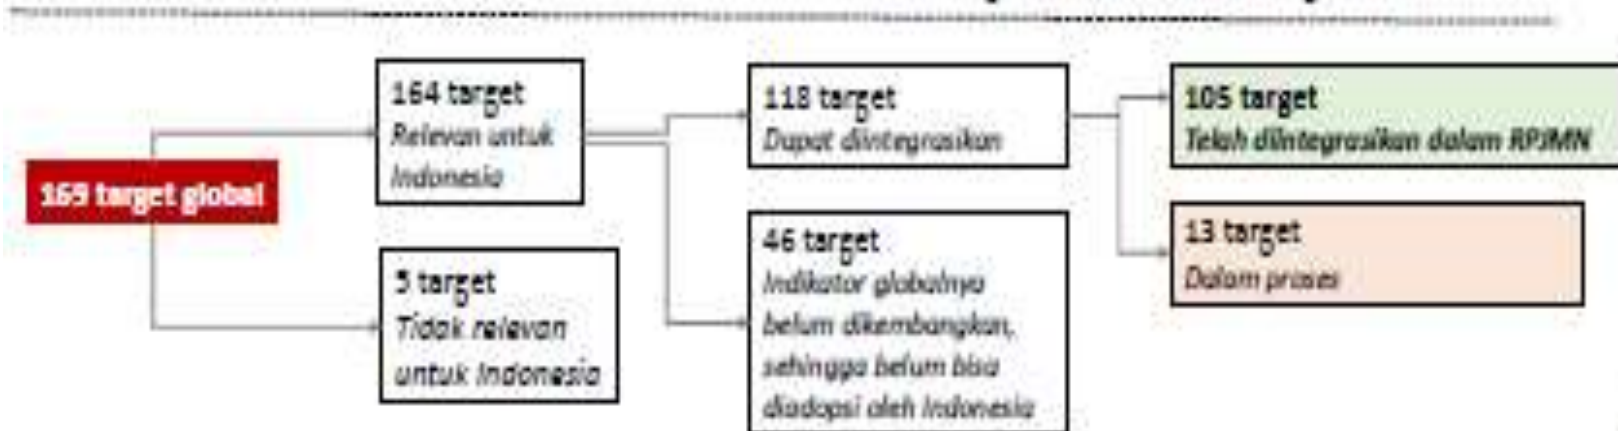 169 target global
164 target
Relevan untuk
Indonesia
5 target
Tidak relevan
untuk Indonesia
118 target
Dapat diintegrasikan
46 target
Indikator globalnya
belum dikembangkan,
sehingga belum bisa
diadopsi oleh Indonesia
105 target
Telah diintegrasikan dalam RPJMN
13 target
Dalam proses